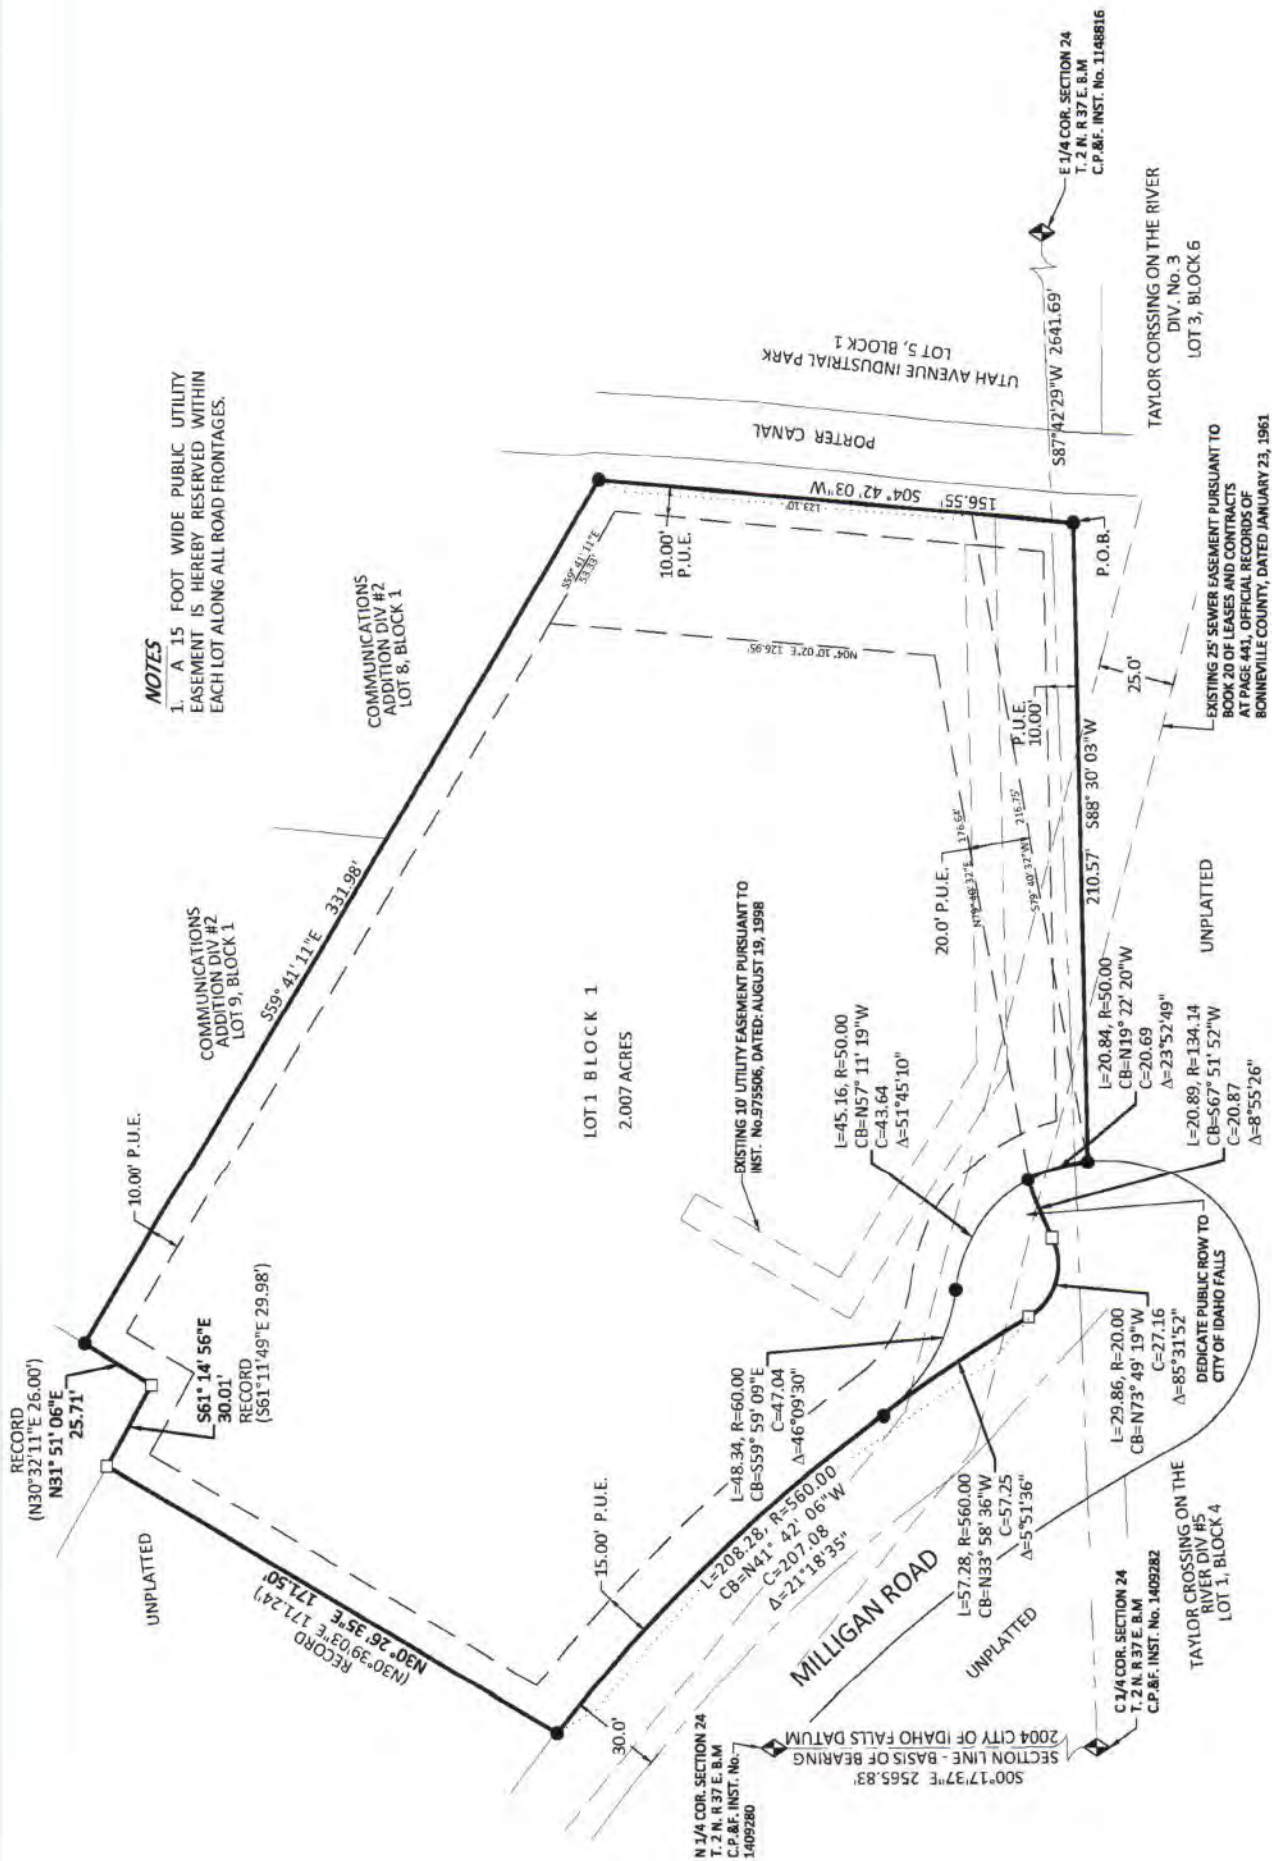 NOTES
1. A 15 FOOT WIDE PUBLIC UTILITY
EASEMENT IS HEREBY RESERVED WITHIN
EACH LOT ALONG ALL ROAD FRONTAGES.
RECORD
(N30°32'11"E 26.00')
N31° 51' 06"E
25.71'
S61° 14' 56"E
30.01'
RECORD
(S61°11'49"E 29.98')
10.00' P.U.E.
COMMUNICATIONS
ADDITION DIV #2
LOT 9, BLOCK 1
S59° 41' 11"E 331.98'
COMMUNICATIONS
ADDITION DIV #2
LOT 8, BLOCK 1
UNPLATTED
RECORD
(N30°39'03"E 171.24')
N30° 26' 35"E 171.50'
15.00' P.U.E.
30.0'
LOT 1 BLOCK 1
2.007 ACRES
S59° 41' 11"E
53.33'
10.00'
P.U.E.
123.10'
156.55' S04° 42' 03"W
N04° 10' 02"E 126.95'
PORTER CANAL
UTAH AVENUE INDUSTRIAL PARK
LOT 5, BLOCK 1
EXISTING 10' UTILITY EASEMENT PURSUANT TO
INST. No.975506, DATED: AUGUST 19, 1998
20.0' P.U.E.
N79° 40' 32"E 176.63'
S79° 40' 32"W 216.75'
P.U.E.
10.00'
P.O.B.
210.57' S88° 30' 03"W
25.0'
S87°42'29"W 2641.69'
E 1/4 COR. SECTION 24
T. 2 N. R 37 E. B.M
C.P.&F. INST. No. 1148816
TAYLOR CORSSING ON THE RIVER
DIV. No. 3
LOT 3, BLOCK 6
EXISTING 25' SEWER EASEMENT PURSUANT TO
BOOK 20 OF LEASES AND CONTRACTS
AT PAGE 441, OFFICIAL RECORDS OF
BONNEVILLE COUNTY, DATED JANUARY 23, 1961
UNPLATTED
L=45.16, R=50.00
CB=N57° 11' 19"W
C=43.64
Δ=51°45'10"
L=20.84, R=50.00
CB=N19° 22' 20"W
C=20.69
Δ=23°52'49"
L=20.89, R=134.14
CB=S67° 51' 52"W
C=20.87
Δ=8°55'26"
L=48.34, R=60.00
CB=S59° 59' 09"E
C=47.04
Δ=46°09'30"
L=208.28, R=560.00
CB=N41° 42' 06"W
C=207.08
Δ=21°18'35"
L=57.28, R=560.00
CB=N33° 58' 36"W
C=57.25
Δ=5°51'36"
L=29.86, R=20.00
CB=N73° 49' 19"W
C=27.16
Δ=85°31'52"
DEDICATE PUBLIC ROW TO
CITY OF IDAHO FALLS
MILLIGAN ROAD
UNPLATTED
N 1/4 COR. SECTION 24
T. 2 N. R 37 E. B.M
C.P.&F. INST. No.
1409280
S00°17'37"E 2565.83'
SECTION LINE - BASIS OF BEARING
2004 CITY OF IDAHO FALLS DATUM
C 1/4 COR. SECTION 24
T. 2 N. R 37 E. B.M
C.P.&F. INST. No. 1409282
TAYLOR CROSSING ON THE
RIVER DIV #5
LOT 1, BLOCK 4